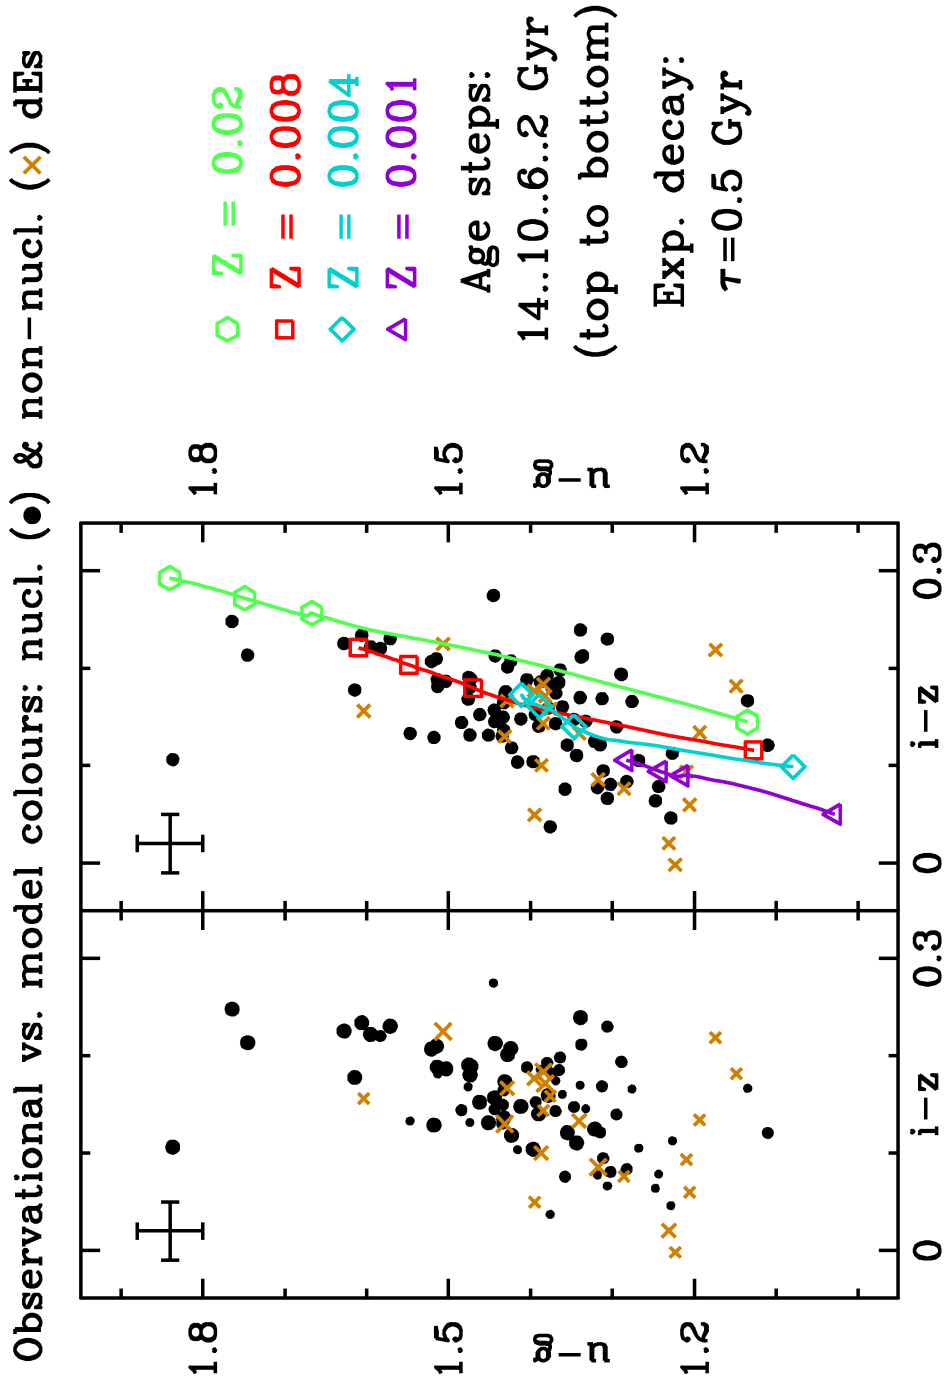 Observational vs. model colours: nucl. (●) & non−nucl. (×) dEs
Z = 0.02
Z = 0.008
Z = 0.004
Z = 0.001
Age steps:
14..10..6..2 Gyr
(top to bottom)
Exp. decay:
τ=0.5 Gyr
1.8
1.5
1.2
u−g
0
0.3
i−z
0
0.3
i−z
1.8
1.5
1.2
u−g